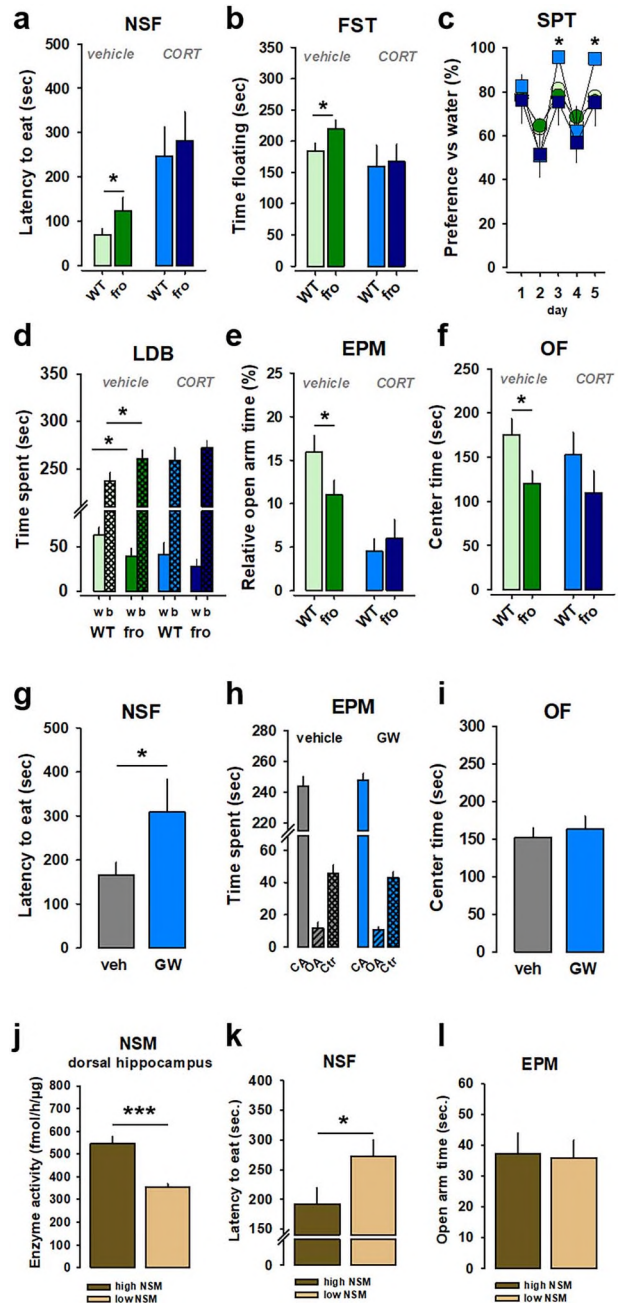 a
NSF
vehicle CORT
Latency to eat (sec)
500
400
300
200
100
0
WT fro WT fro
b
FST
vehicle CORT
Time floating (sec)
400
350
300
250
200
150
100
50
0
*
WT fro WT fro
c
SPT
Preference vs water (%)
100
80
60
40
20
0
* *
1 2 3 4 5
day
d
LDB
vehicle CORT
Time spent (sec)
350
300
250
50
0
*
*
w b w b w b w b
WT fro WT fro
e
EPM
vehicle CORT
Relative open arm time (%)
25
20
15
10
5
0
*
WT fro WT fro
f
OF
vehicle CORT
Center time (sec)
250
200
150
100
50
0
*
WT fro WT fro
g
NSF
Latency to eat (sec)
500
400
300
200
100
0
*
veh GW
h
EPM
vehicle GW
Time spent (sec)
280
260
240
220
60
40
20
0
CA OA Ctr CA OA Ctr
i
OF
Center time (sec)
300
250
200
150
100
50
0
veh GW
j
NSM
dorsal hippocampus
Enzyme activity (fmol/h/µg)
800
700
600
500
400
300
200
100
0
***
high NSM
low NSM
k
NSF
Latency to eat (sec.)
400
350
300
250
200
150
0
*
high NSM
low NSM
l
EPM
Open arm time (sec.)
60
50
40
30
20
10
0
high NSM
low NSM